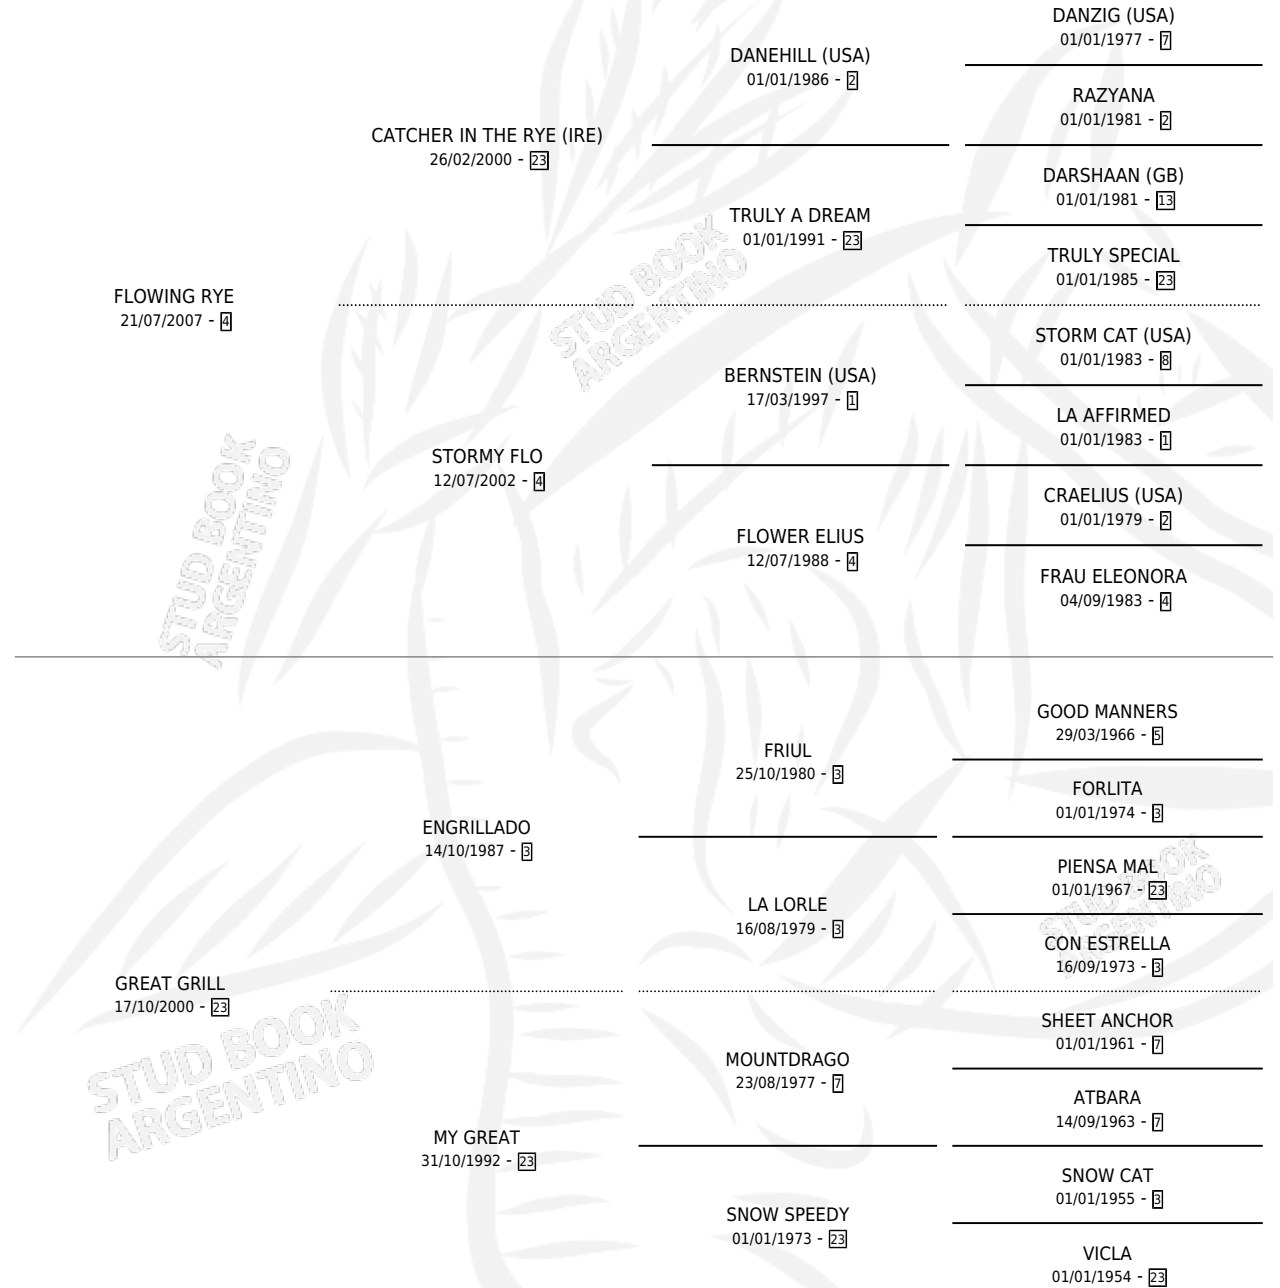 DANZIG (USA)
01/01/1977 - 7
DANEHILL (USA)
01/01/1986 - 2
RAZYANA
01/01/1981 - 2
CATCHER IN THE RYE (IRE)
26/02/2000 - 23
DARSHAAN (GB)
01/01/1981 - 13
TRULY A DREAM
01/01/1991 - 23
TRULY SPECIAL
01/01/1985 - 23
FLOWING RYE
21/07/2007 - 4
STORM CAT (USA)
01/01/1983 - 8
BERNSTEIN (USA)
17/03/1997 - 1
LA AFFIRMED
01/01/1983 - 1
STORMY FLO
12/07/2002 - 4
CRAELIUS (USA)
01/01/1979 - 2
FLOWER ELIUS
12/07/1988 - 4
FRAU ELEONORA
04/09/1983 - 4
GOOD MANNERS
29/03/1966 - 5
FRIUL
25/10/1980 - 3
FORLITA
01/01/1974 - 3
ENGRILLADO
14/10/1987 - 3
PIENSA MAL
01/01/1967 - 23
LA LORLE
16/08/1979 - 3
CON ESTRELLA
16/09/1973 - 3
GREAT GRILL
17/10/2000 - 23
SHEET ANCHOR
01/01/1961 - 7
MOUNTDRAGO
23/08/1977 - 7
ATBARA
14/09/1963 - 7
MY GREAT
31/10/1992 - 23
SNOW CAT
01/01/1955 - 3
SNOW SPEEDY
01/01/1973 - 23
VICLA
01/01/1954 - 23
STUD BOOK
ARGENTINO
STUD BOOK
ARGENTINO
STUD BOOK
ARGENTINO
STUD BOOK
ARGENTINO